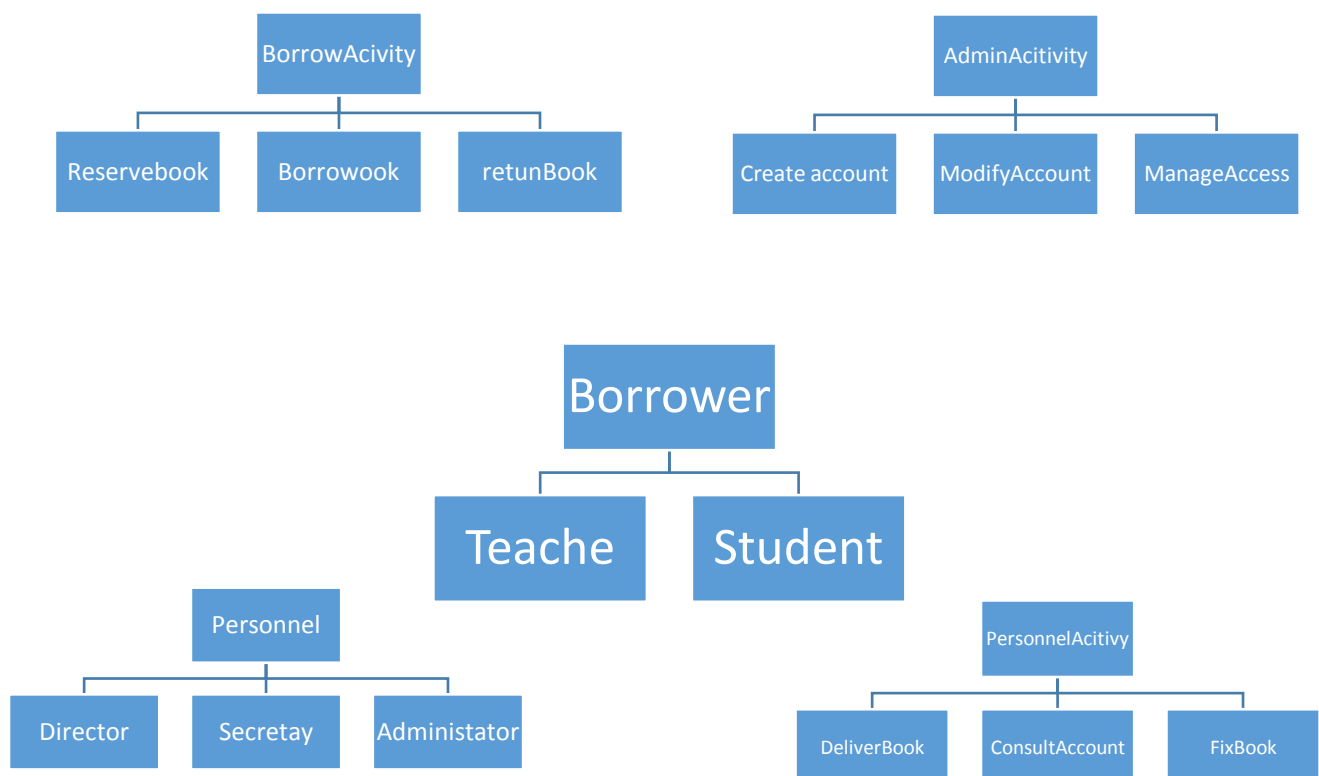 BorrowAcivity
Reservebook
Borrowook
retunBook
AdminAcitivity
Create account
ModifyAccount
ManageAccess
Borrower
Teache
Student
Personnel
Director
Secretay
Administator
PersonnelAcitivy
DeliverBook
ConsultAccount
FixBook